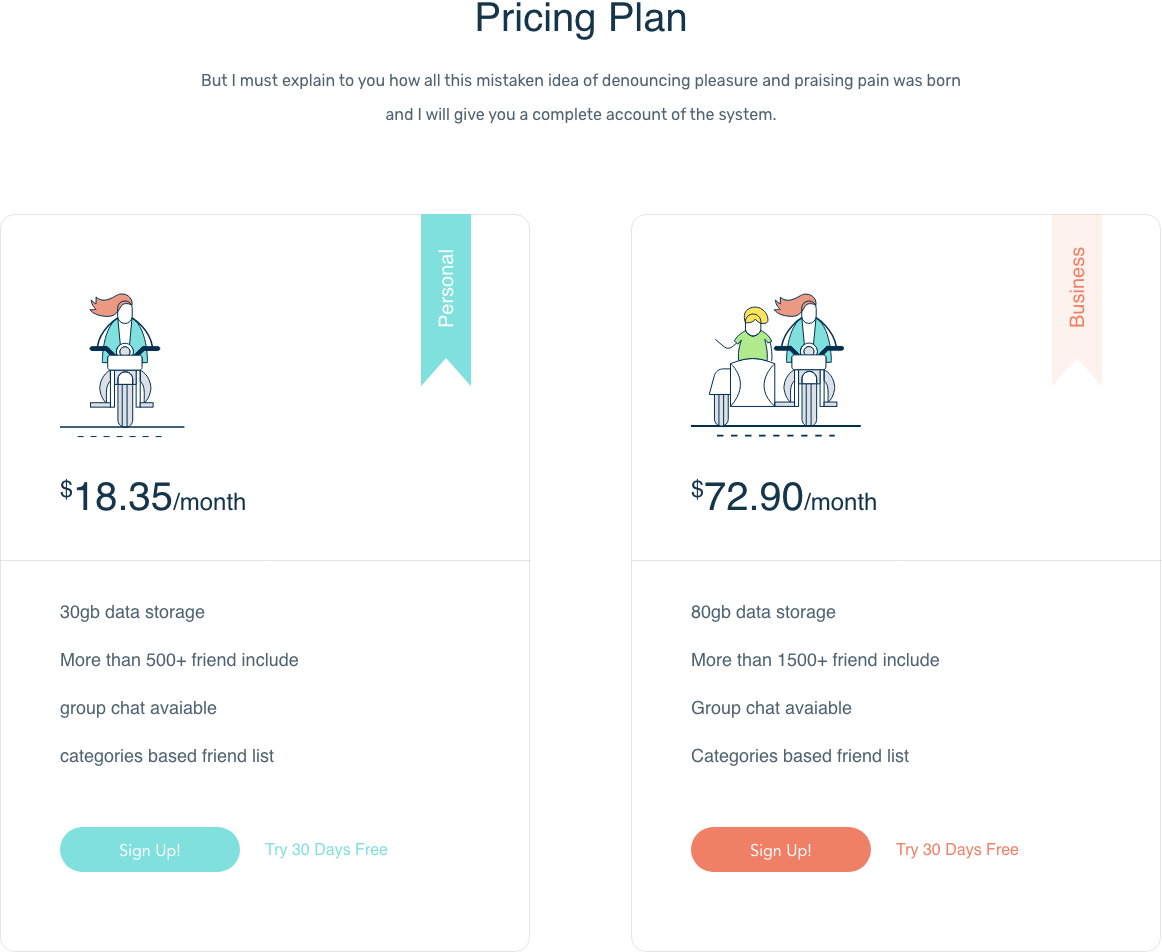 Pricing Plan
But I must explain to you how all this mistaken idea of denouncing pleasure and praising pain was born
and I will give you a complete account of the system.
Personal
$18.35/month
30gb data storage
More than 500+ friend include
group chat avaiable
categories based friend list
Sign Up!
Try 30 Days Free
Business
$72.90/month
80gb data storage
More than 1500+ friend include
Group chat avaiable
Categories based friend list
Sign Up!
Try 30 Days Free